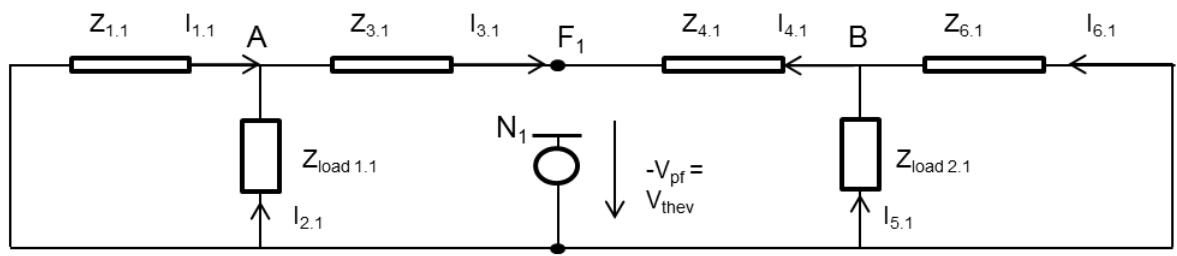 Z1.1 I1.1 A Z3.1 I3.1 F1 Z4.1 I4.1 B Z6.1 I6.1
N1
Zload 1.1
-Vpf =
Vthev
Zload 2.1
I2.1
I5.1